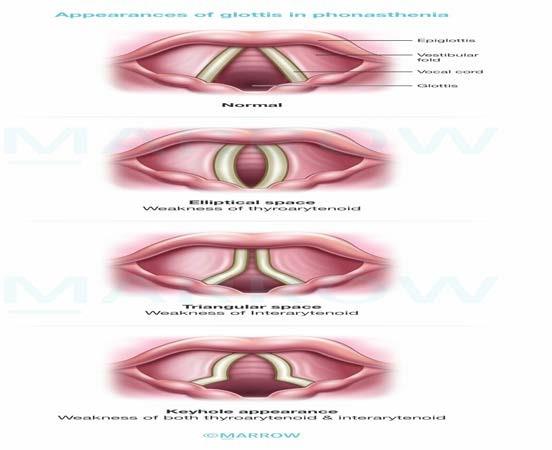 Appearances of glottis in phonasthenia
Epiglottis
Vestibular
fold
Vocal cord
Glottis
Normal
MARROW
Elliptical space
Weakness of thyroarytenoid
MARROW
Triangular space
Weakness of Interarytenoid
Keyhole appearance
Weakness of both thyroarytenoid & interarytenoid
©MARROW